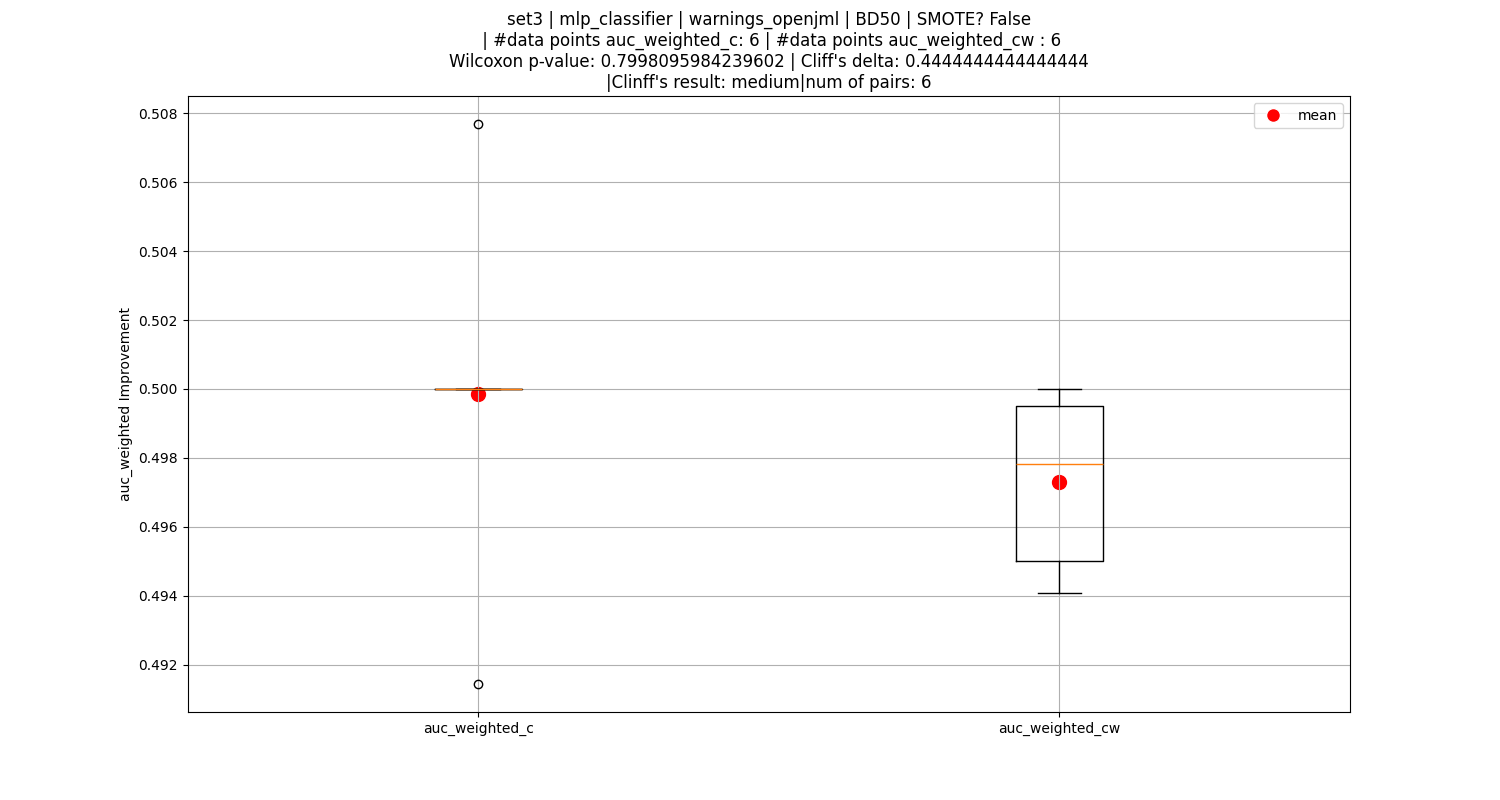 set3 | mlp_classifier | warnings_openjml | BD50 | SMOTE? False
| #data points auc_weighted_c: 6 | #data points auc_weighted_cw : 6
Wilcoxon p-value: 0.7998095984239602 | Cliff's delta: 0.4444444444444444
|Clinff's result: medium|num of pairs: 6
mean
auc_weighted Improvement
0.508
0.506
0.504
0.502
0.500
0.498
0.496
0.494
0.492
auc_weighted_c
auc_weighted_cw